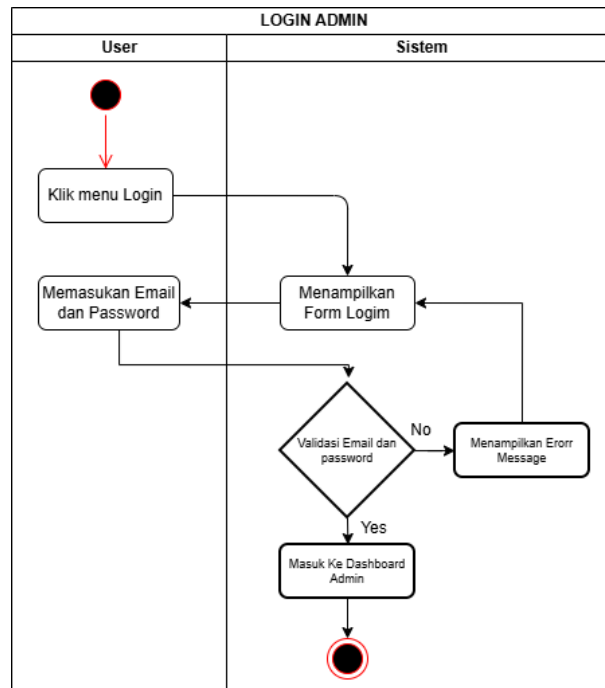 LOGIN ADMIN
User
Sistem
Klik menu Login
Memasukan Email
dan Password
Menampilkan
Form Logim
Validasi Email dan
password
No
Menampilkan Erorr
Message
Yes
Masuk Ke Dashboard
Admin